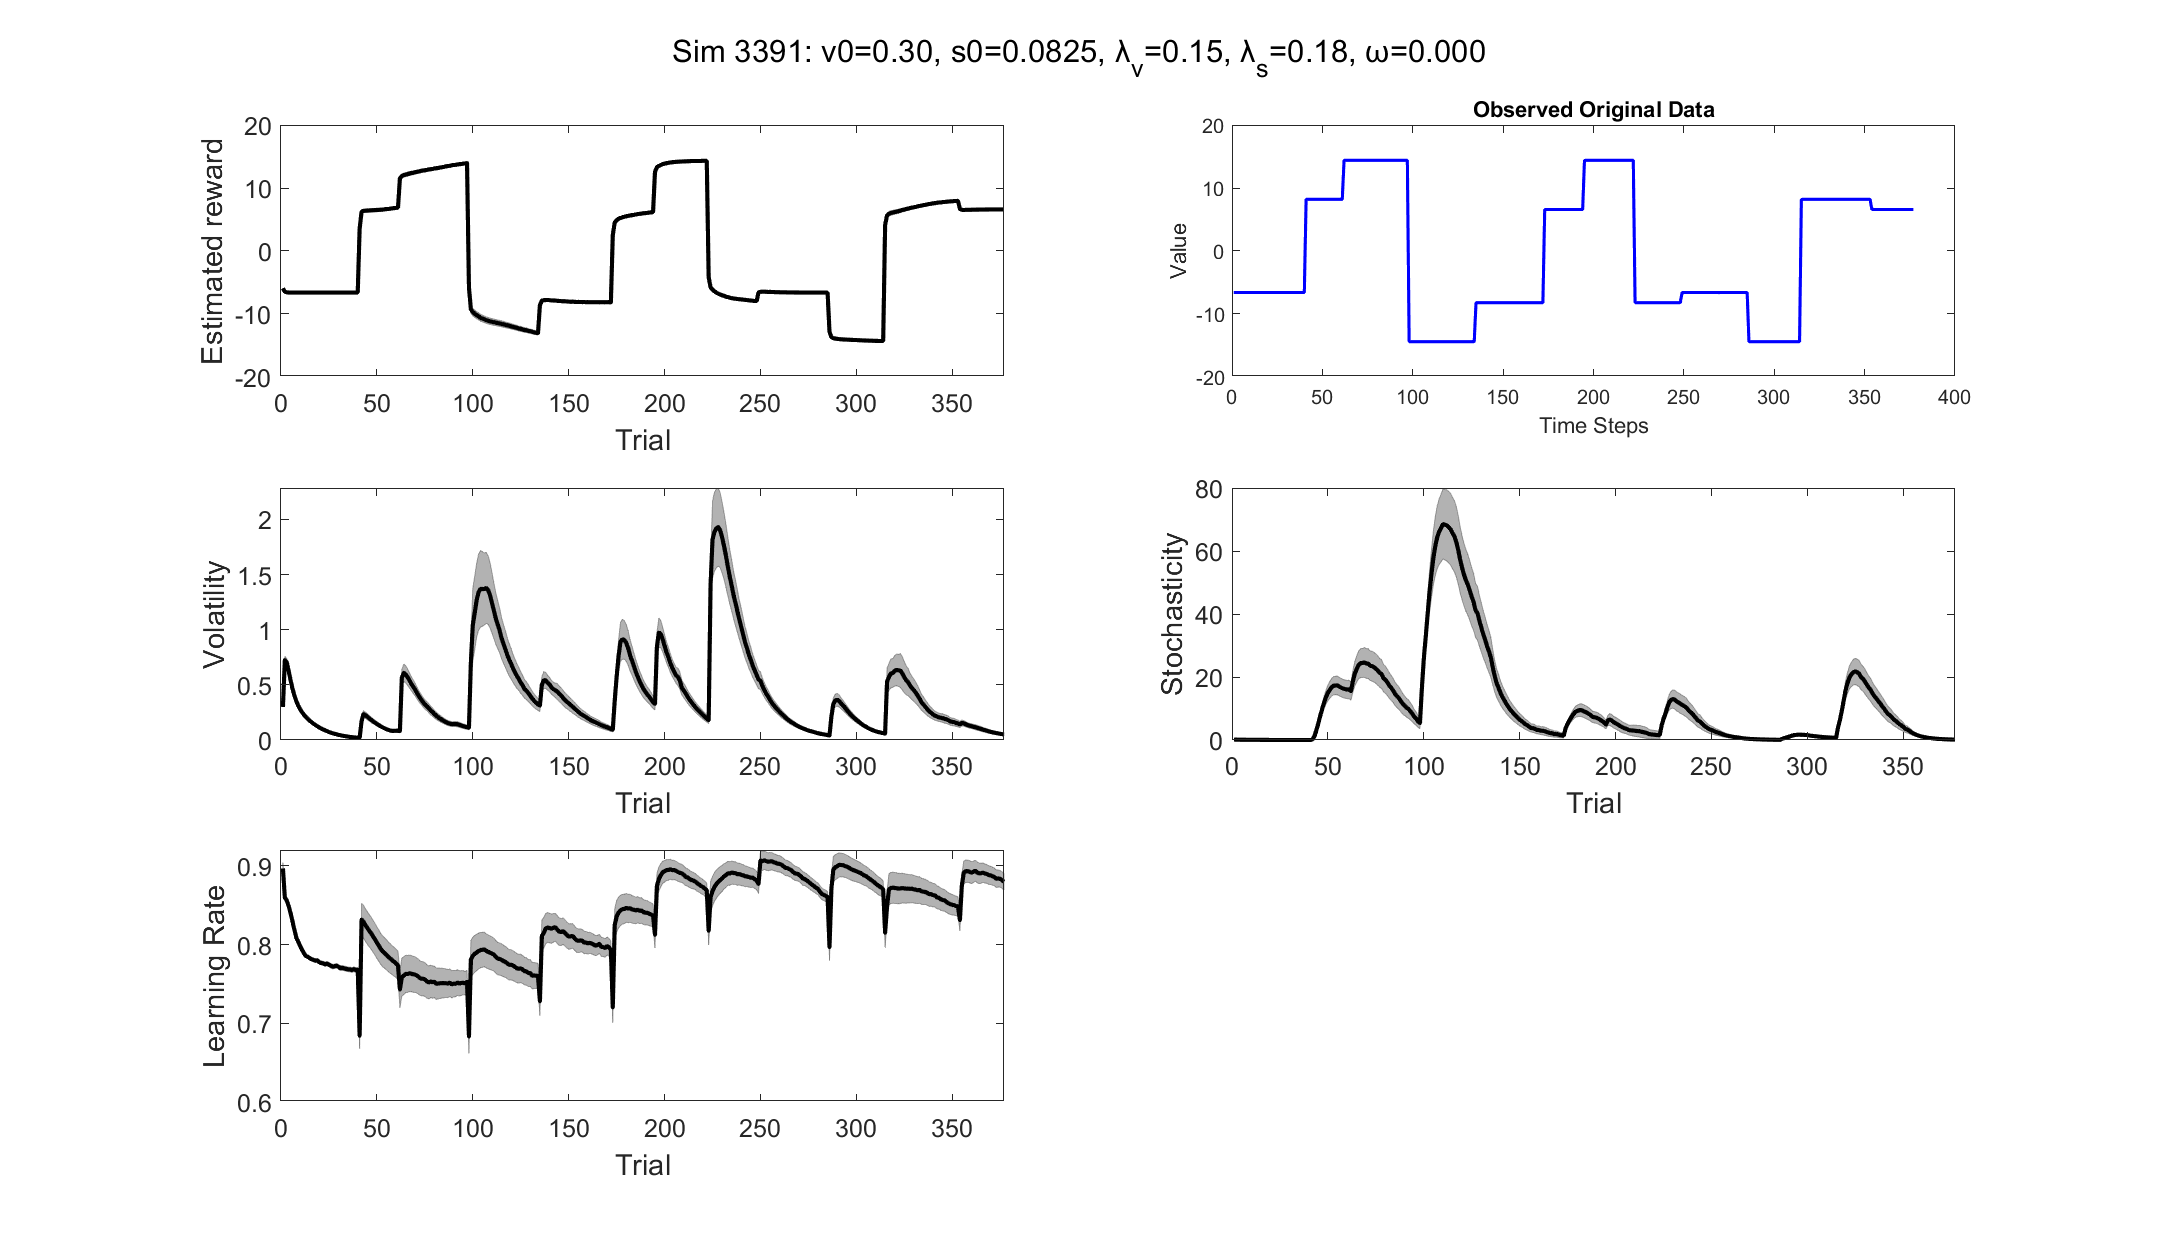 Sim 3391: v0=0.30, s0=0.0825, λv=0.15, λs=0.18, ω=0.000
20
10
0
-10
-20
Estimated reward
0 50 100 150 200 250 300 350
Trial
Observed Original Data
20
10
0
-10
-20
Value
0 50 100 150 200 250 300 350 400
Time Steps
2
1.5
1
0.5
0
Volatility
0 50 100 150 200 250 300 350
Trial
80
60
40
20
0
Stochasticity
0 50 100 150 200 250 300 350
Trial
0.9
0.8
0.7
0.6
Learning Rate
0 50 100 150 200 250 300 350
Trial